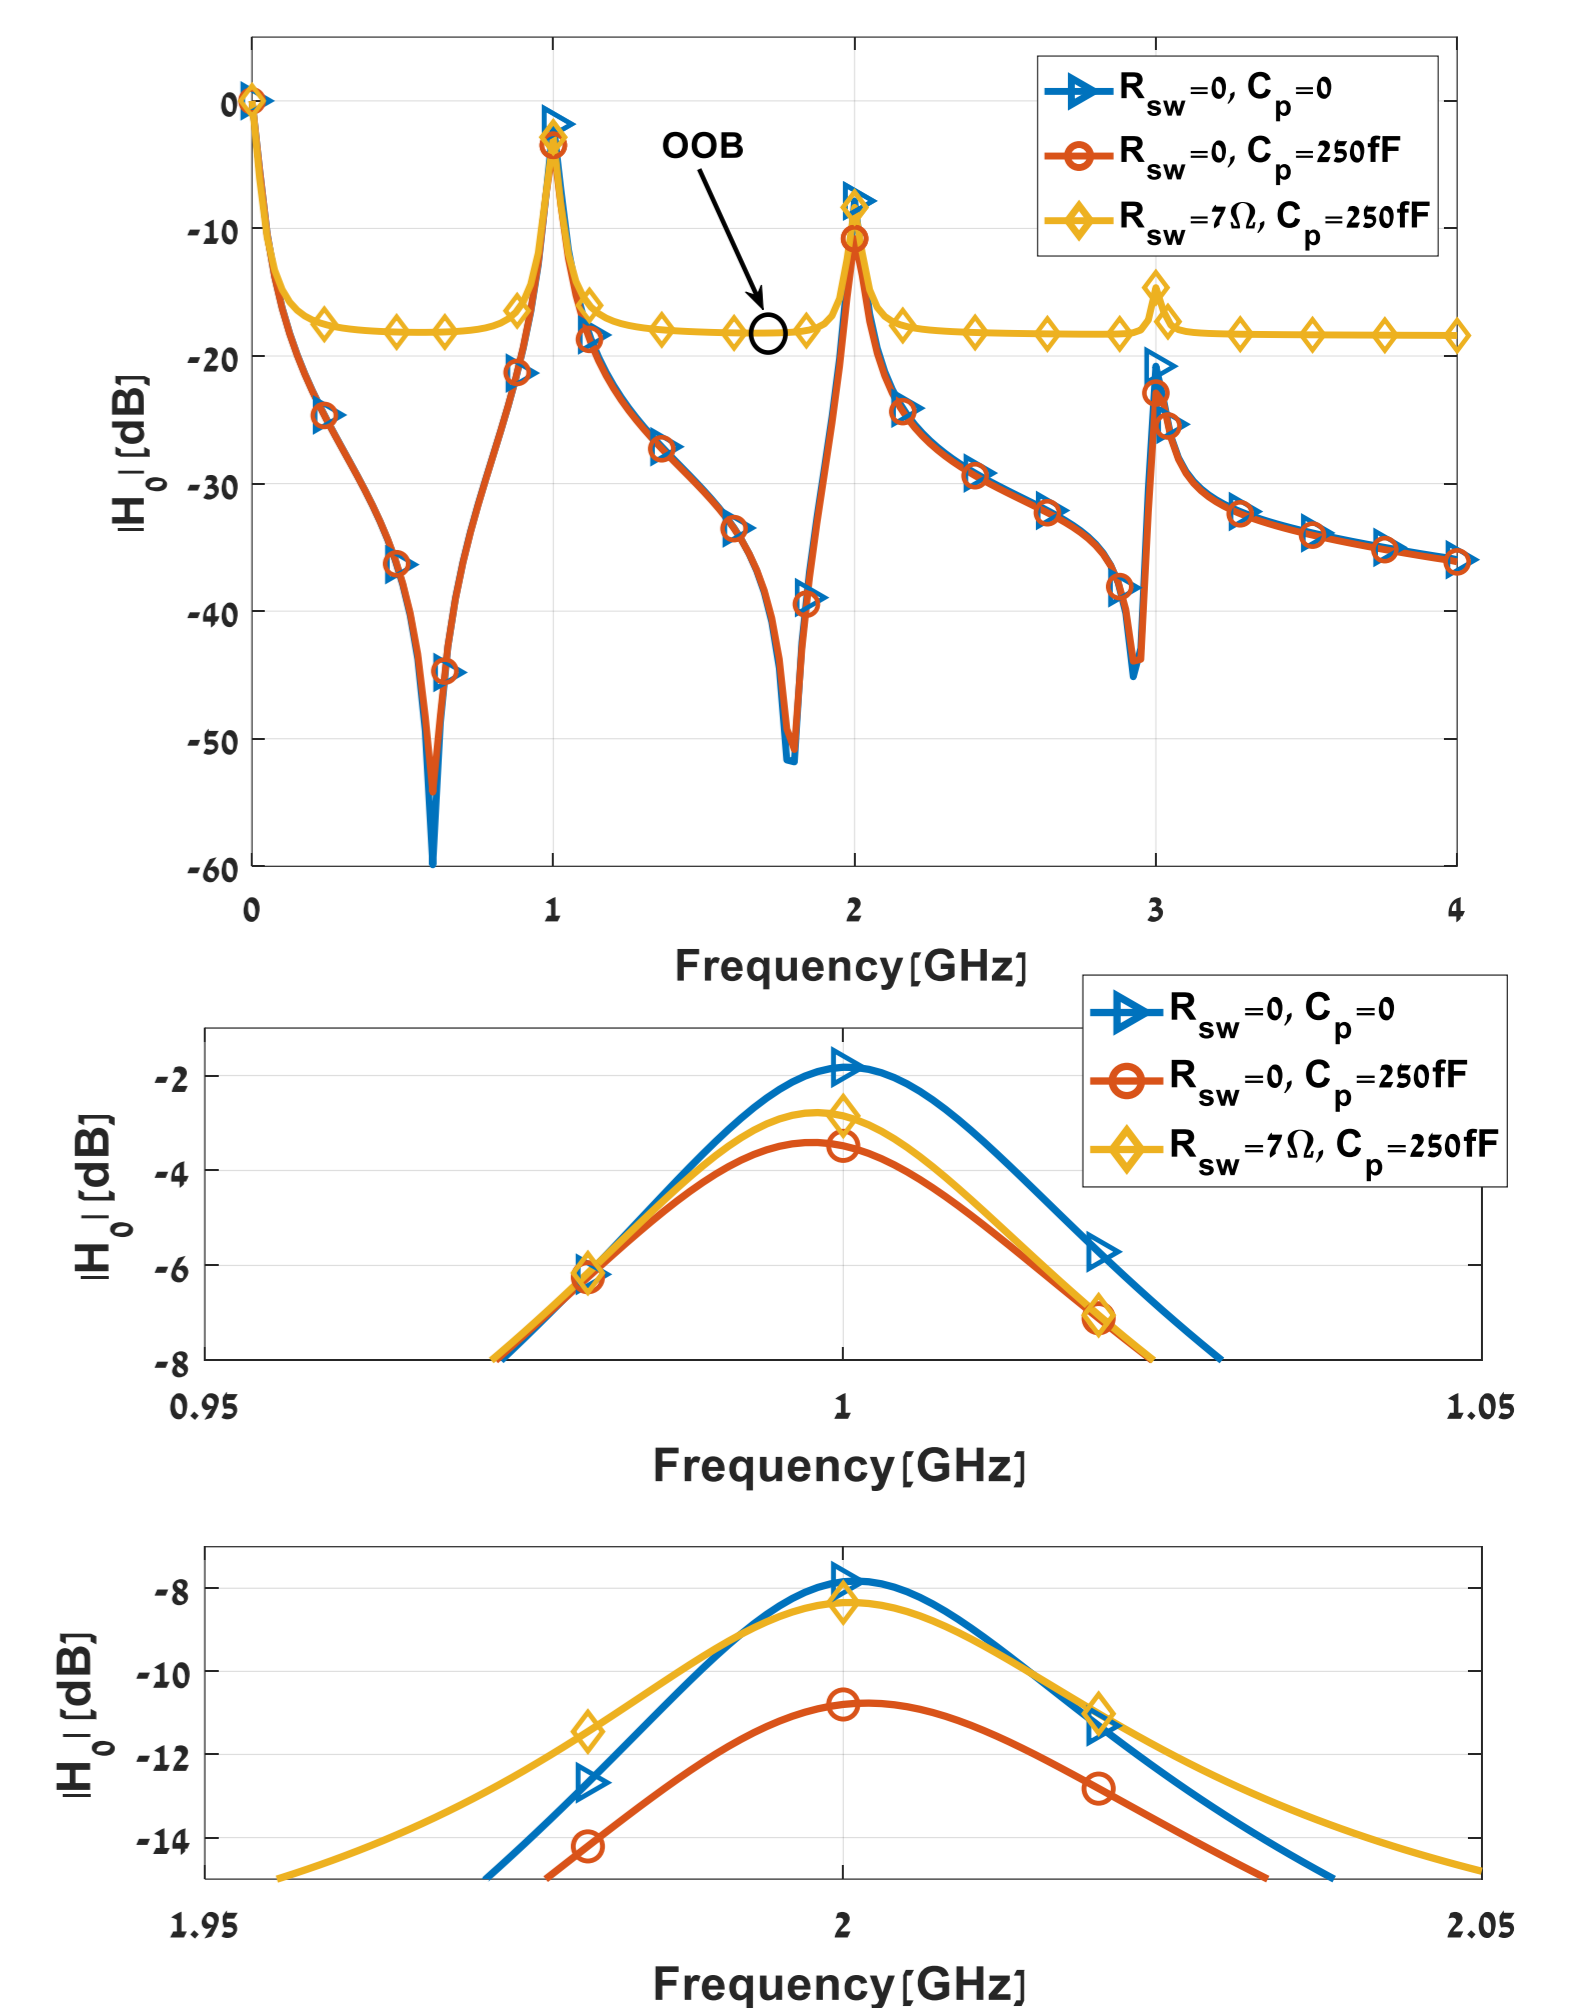 R_sw=0, C_p=0
R_sw=0, C_p=250fF
R_sw=7Ω, C_p=250fF
OOB
0
-10
-20
-30
-40
-50
-60
|H_0|[dB]
0 1 2 3 4
Frequency[GHz]
R_sw=0, C_p=0
R_sw=0, C_p=250fF
R_sw=7Ω, C_p=250fF
-2
-4
-6
-8
|H_0|[dB]
0.95 1 1.05
Frequency[GHz]
-8
-10
-12
-14
|H_0|[dB]
1.95 2 2.05
Frequency[GHz]